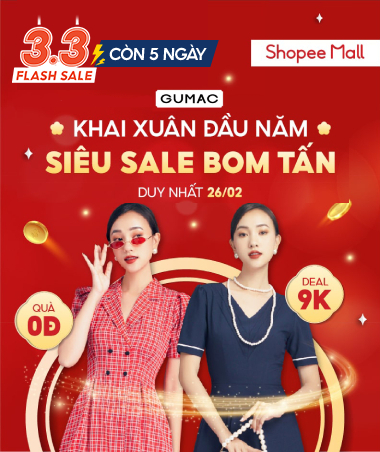 3.3
FLASH SALE
CÒN 5 NGÀY
Shopee Mall
GUMAC
KHAI XUÂN ĐẦU NĂM
SIÊU SALE BOM TẤN
DUY NHẤT 26/02
QUÀ
0Đ
DEAL
9K